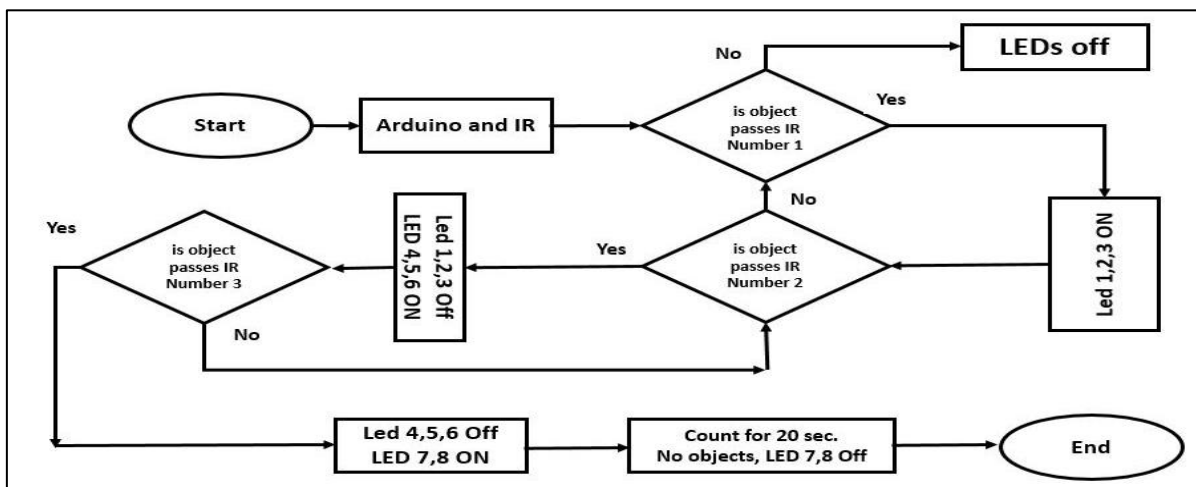 Start
Arduino and IR
is object
passes IR
Number 1
No
LEDs off
Yes
Led 1,2,3 ON
is object
passes IR
Number 2
No
Yes
Led 1,2,3 Off
LED 4,5,6 ON
is object
passes IR
Number 3
No
Yes
Led 4,5,6 Off
LED 7,8 ON
Count for 20 sec.
No objects, LED 7,8 Off
End